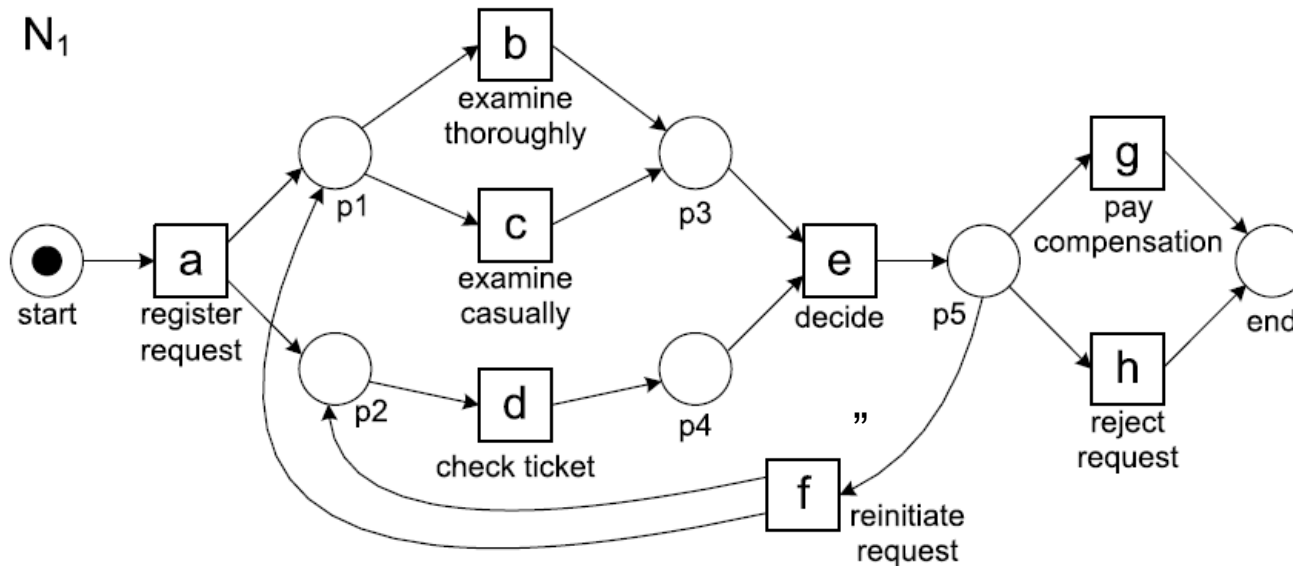 N₁
b
examine
thoroughly
p1
c
examine
casually
p3
start
a
register
request
e
decide
p5
g
pay
compensation
end
p2
d
check ticket
p4
”
h
reject
request
f
reinitiate
request